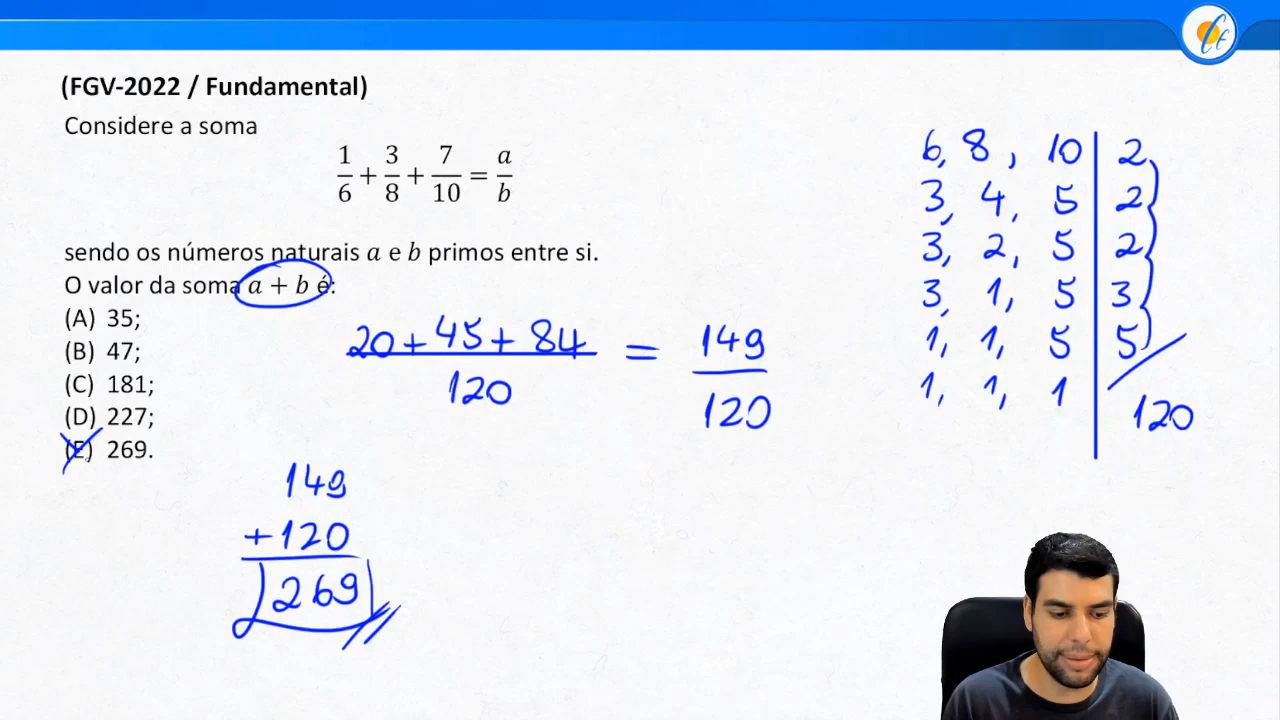 (FGV-2022 / Fundamental)
Considere a soma
1/6 + 3/8 + 7/10 = a/b
sendo os números naturais a e b primos entre si.
O valor da soma a + b é:
(A) 35;
(B) 47;
(C) 181;
(D) 227;
(E) 269.
20 + 45 + 84 = 149
120 120
149
+ 120
269
6, 8, 10 | 2
3, 4, 5 | 2
3, 2, 5 | 2
3, 1, 5 | 3
1, 1, 5 | 5
1, 1, 1 | 120